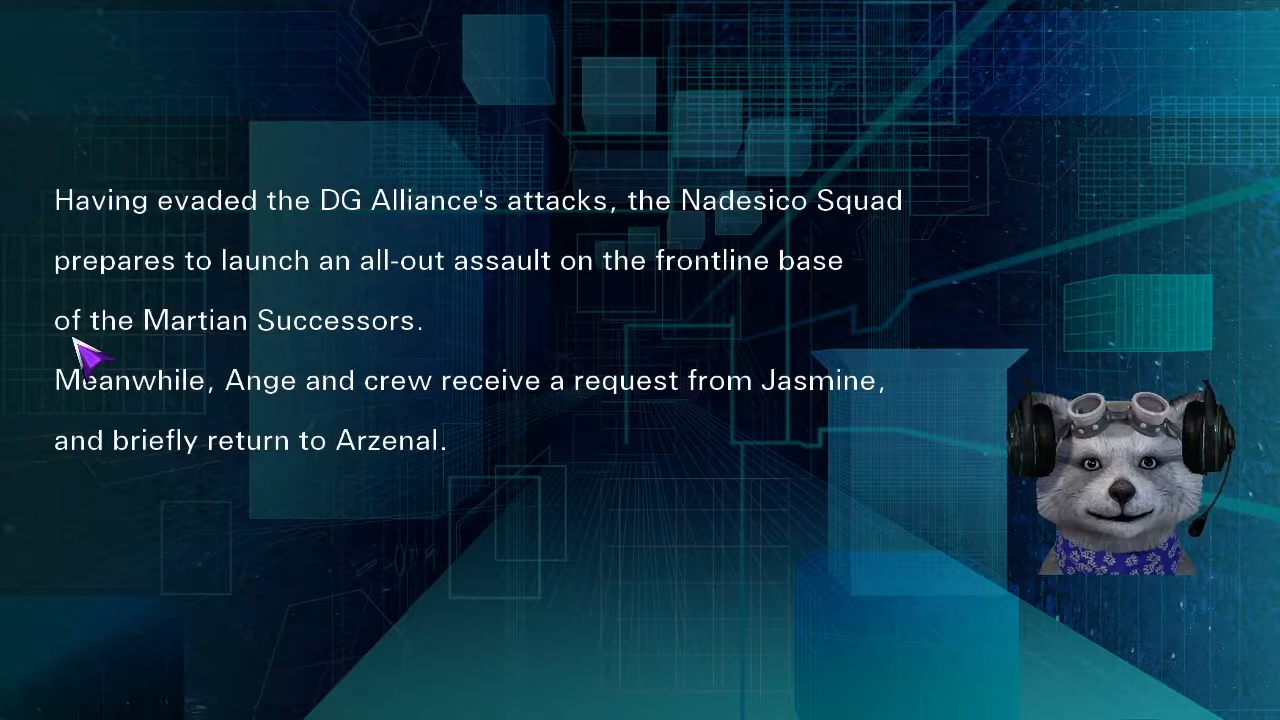 Having evaded the DG Alliance's attacks, the Nadesico Squad
prepares to launch an all-out assault on the frontline base
of the Martian Successors.
Meanwhile, Ange and crew receive a request from Jasmine,
and briefly return to Arzenal.